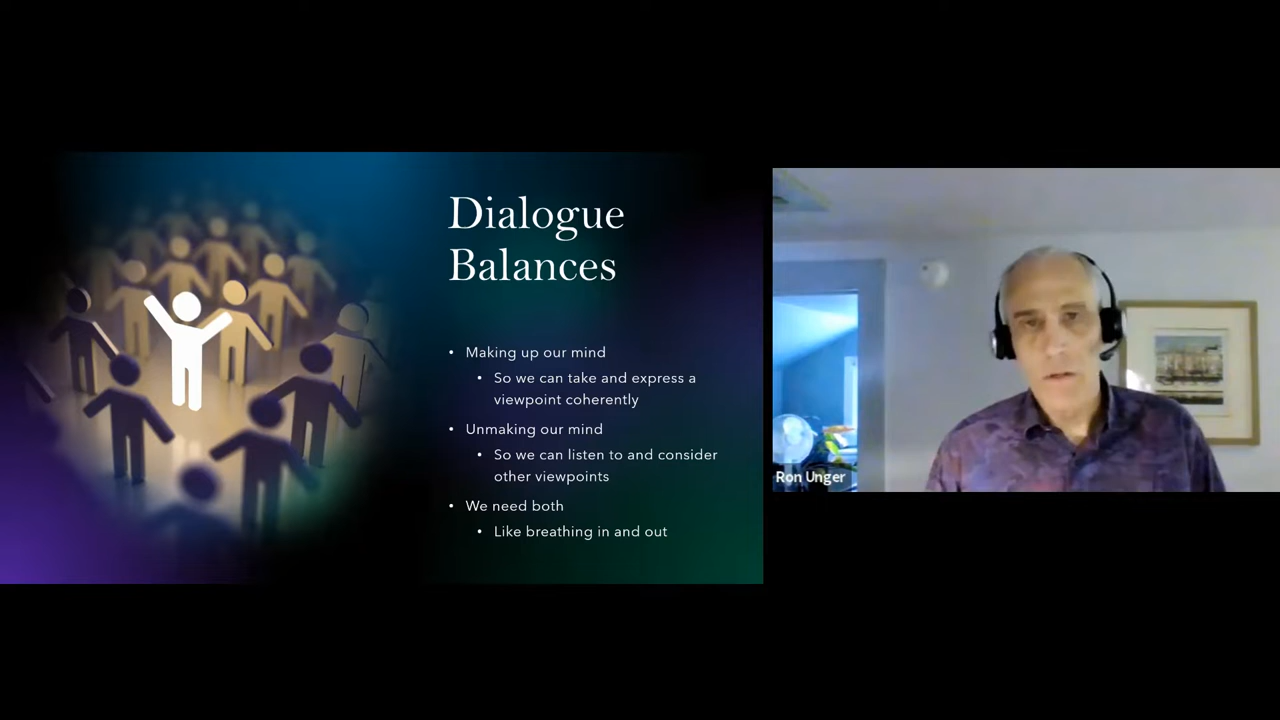 Dialogue
Balances
• Making up our mind
• So we can take and express a
viewpoint coherently
• Unmaking our mind
• So we can listen to and consider
other viewpoints
• We need both
• Like breathing in and out
Ron Unger